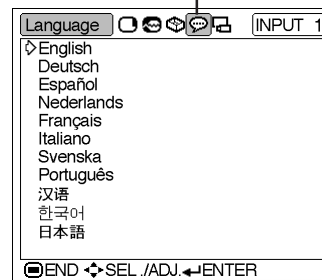 Language INPUT 1
English
Deutsch
Español
Nederlands
Français
Italiano
Svenska
Português
汉语
한국어
日本語
END SEL./ADJ. ENTER